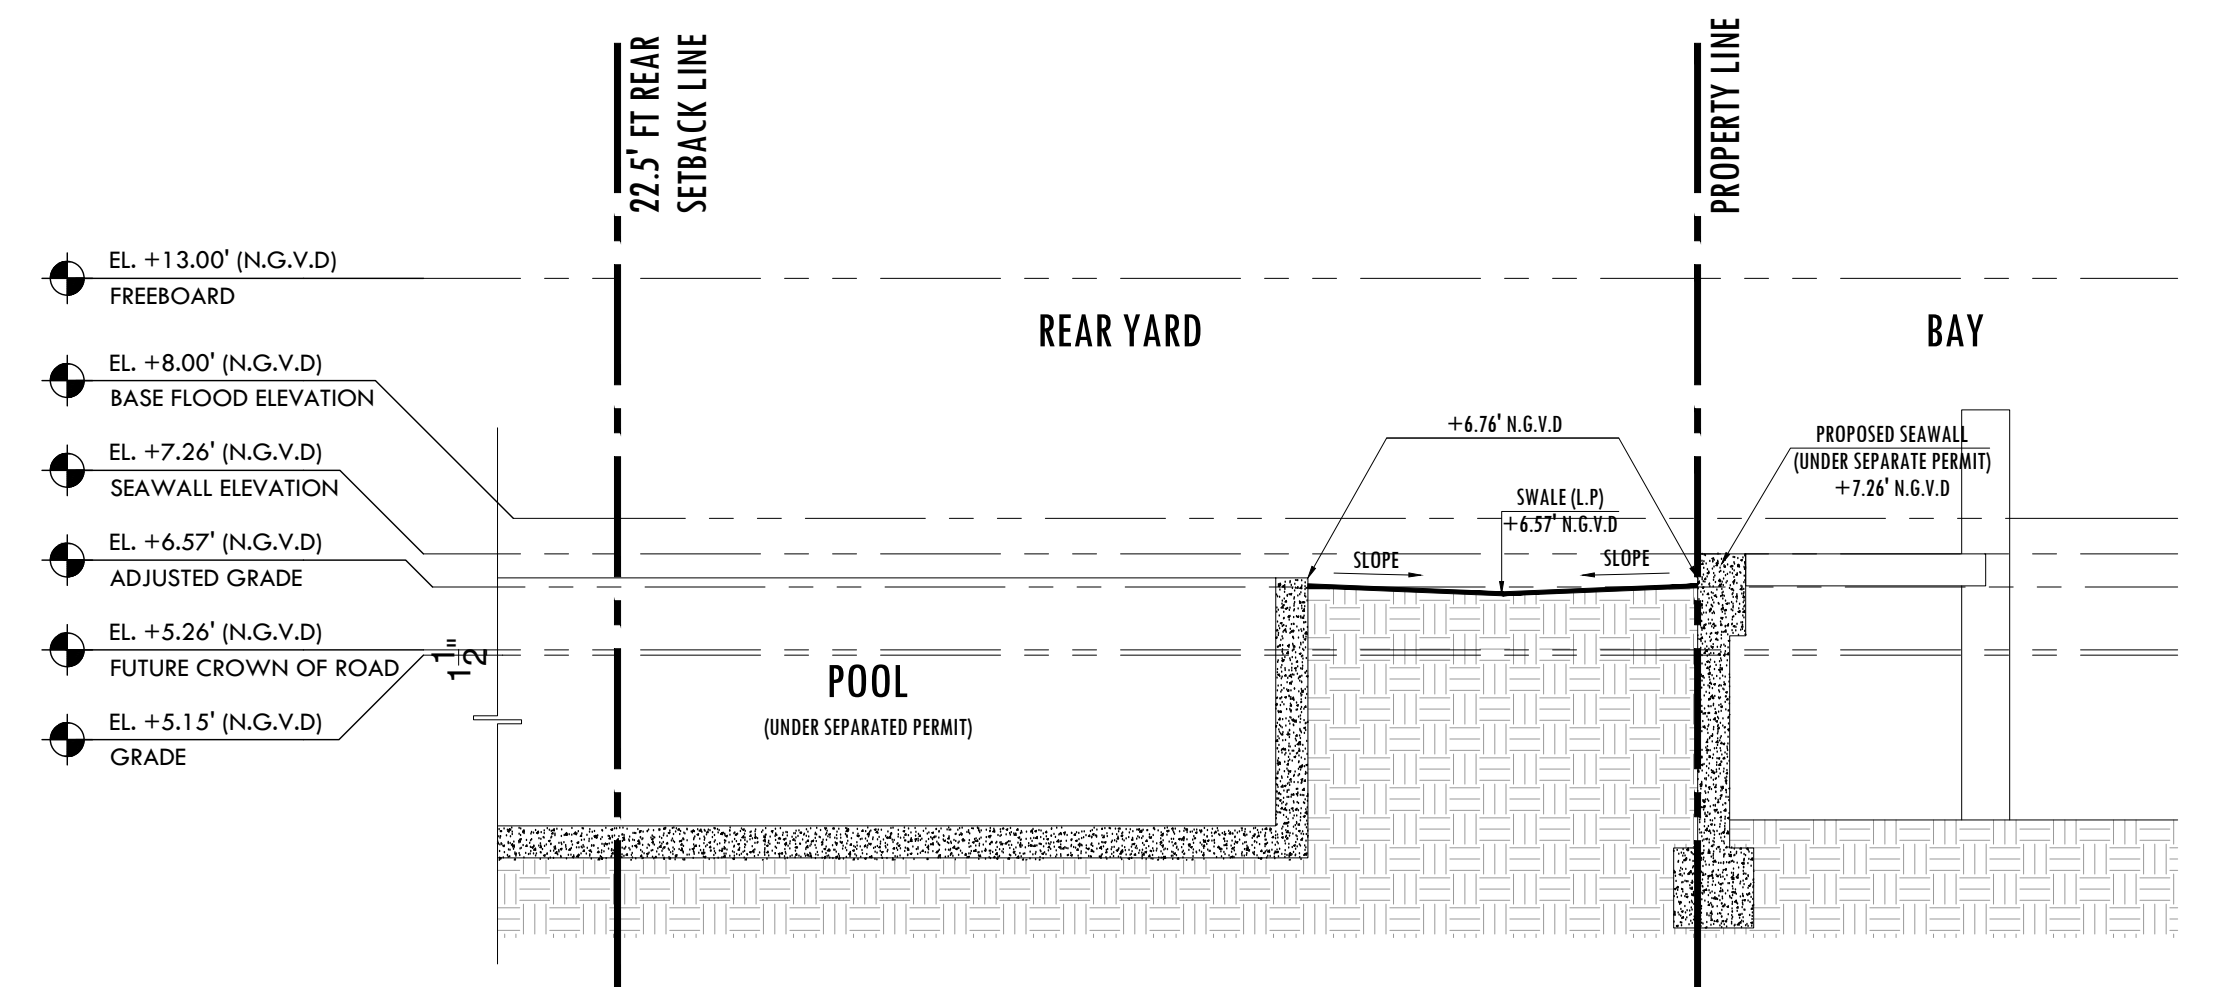 22.5' FT REAR
SETBACK LINE
PROPERTY LINE
EL. +13.00' (N.G.V.D)
FREEBOARD
REAR YARD
BAY
EL. +8.00' (N.G.V.D)
BASE FLOOD ELEVATION
+6.76' N.G.V.D
PROPOSED SEAWALL
(UNDER SEPARATE PERMIT)
+7.26' N.G.V.D
EL. +7.26' (N.G.V.D)
SEAWALL ELEVATION
SWALE (L.P)
+6.57' N.G.V.D
EL. +6.57' (N.G.V.D)
ADJUSTED GRADE
SLOPE
SLOPE
EL. +5.26' (N.G.V.D)
FUTURE CROWN OF ROAD
1 1/2"
POOL
(UNDER SEPARATED PERMIT)
EL. +5.15' (N.G.V.D)
GRADE